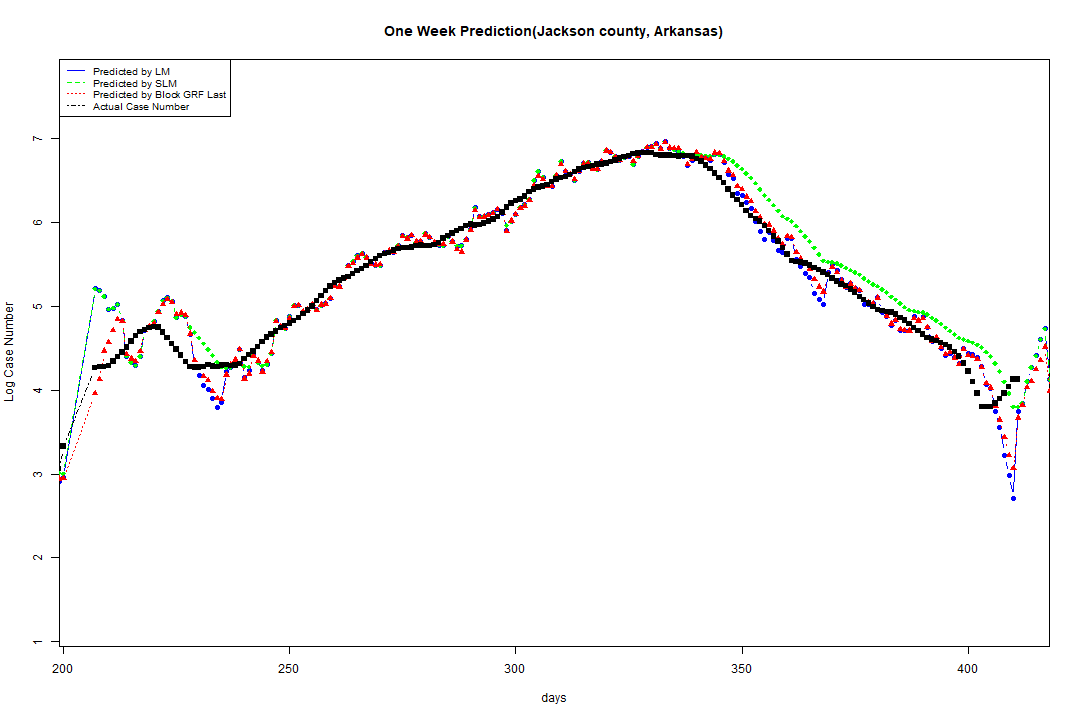 One Week Prediction(Jackson county, Arkansas)
Predicted by LM
Predicted by SLM
Predicted by Block GRF Last
Actual Case Number
Log Case Number
7
6
5
4
3
2
1
200 250 300 350 400
days